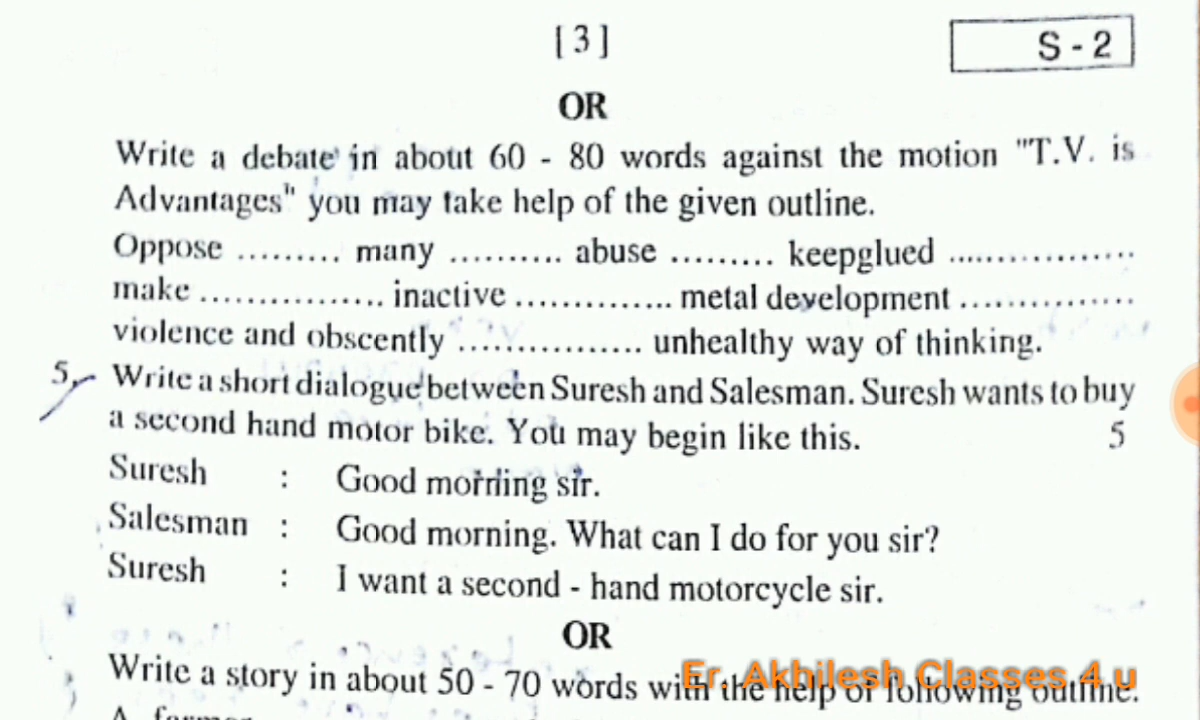 [ 3 ]
S - 2
OR
Write a debate in about 60 - 80 words against the motion "T.V. is
Advantages" you may take help of the given outline.
Oppose ......... many .......... abuse ......... keepglued .................
make ................ inactive .............. metal development ...............
violence and obscently ................ unhealthy way of thinking.
5. Write a short dialogue between Suresh and Salesman. Suresh wants to buy
a second hand motor bike. You may begin like this. 5
Suresh : Good morning sir.
Salesman : Good morning. What can I do for you sir?
Suresh : I want a second - hand motorcycle sir.
OR
Write a story in about 50 - 70 words with the help of following outline.
Er. Akhilesh Classes 4 u
A farmer